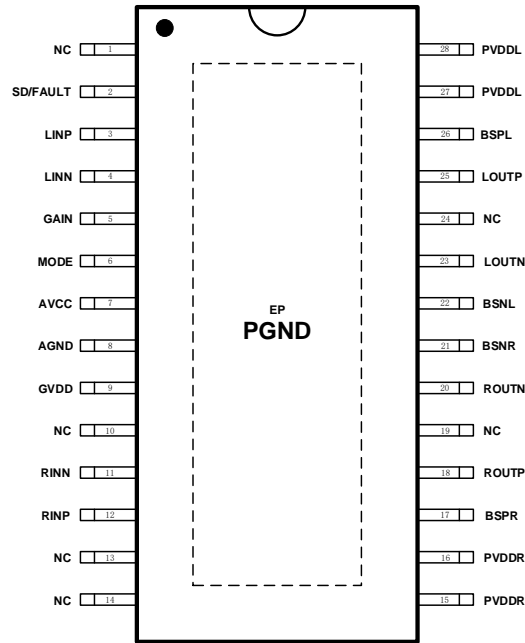 NC 1 28 PVDDL
SD/FAULT 2 27 PVDDL
LINP 3 26 BSPL
LINN 4 25 LOUTP
GAIN 5 24 NC
MODE 6 23 LOUTN
AVCC 7 22 BSNL
EP
PGND
AGND 8 21 BSNR
GVDD 9 20 ROUTN
NC 10 19 NC
RINN 11 18 ROUTP
RINP 12 17 BSPR
NC 13 16 PVDDR
NC 14 15 PVDDR